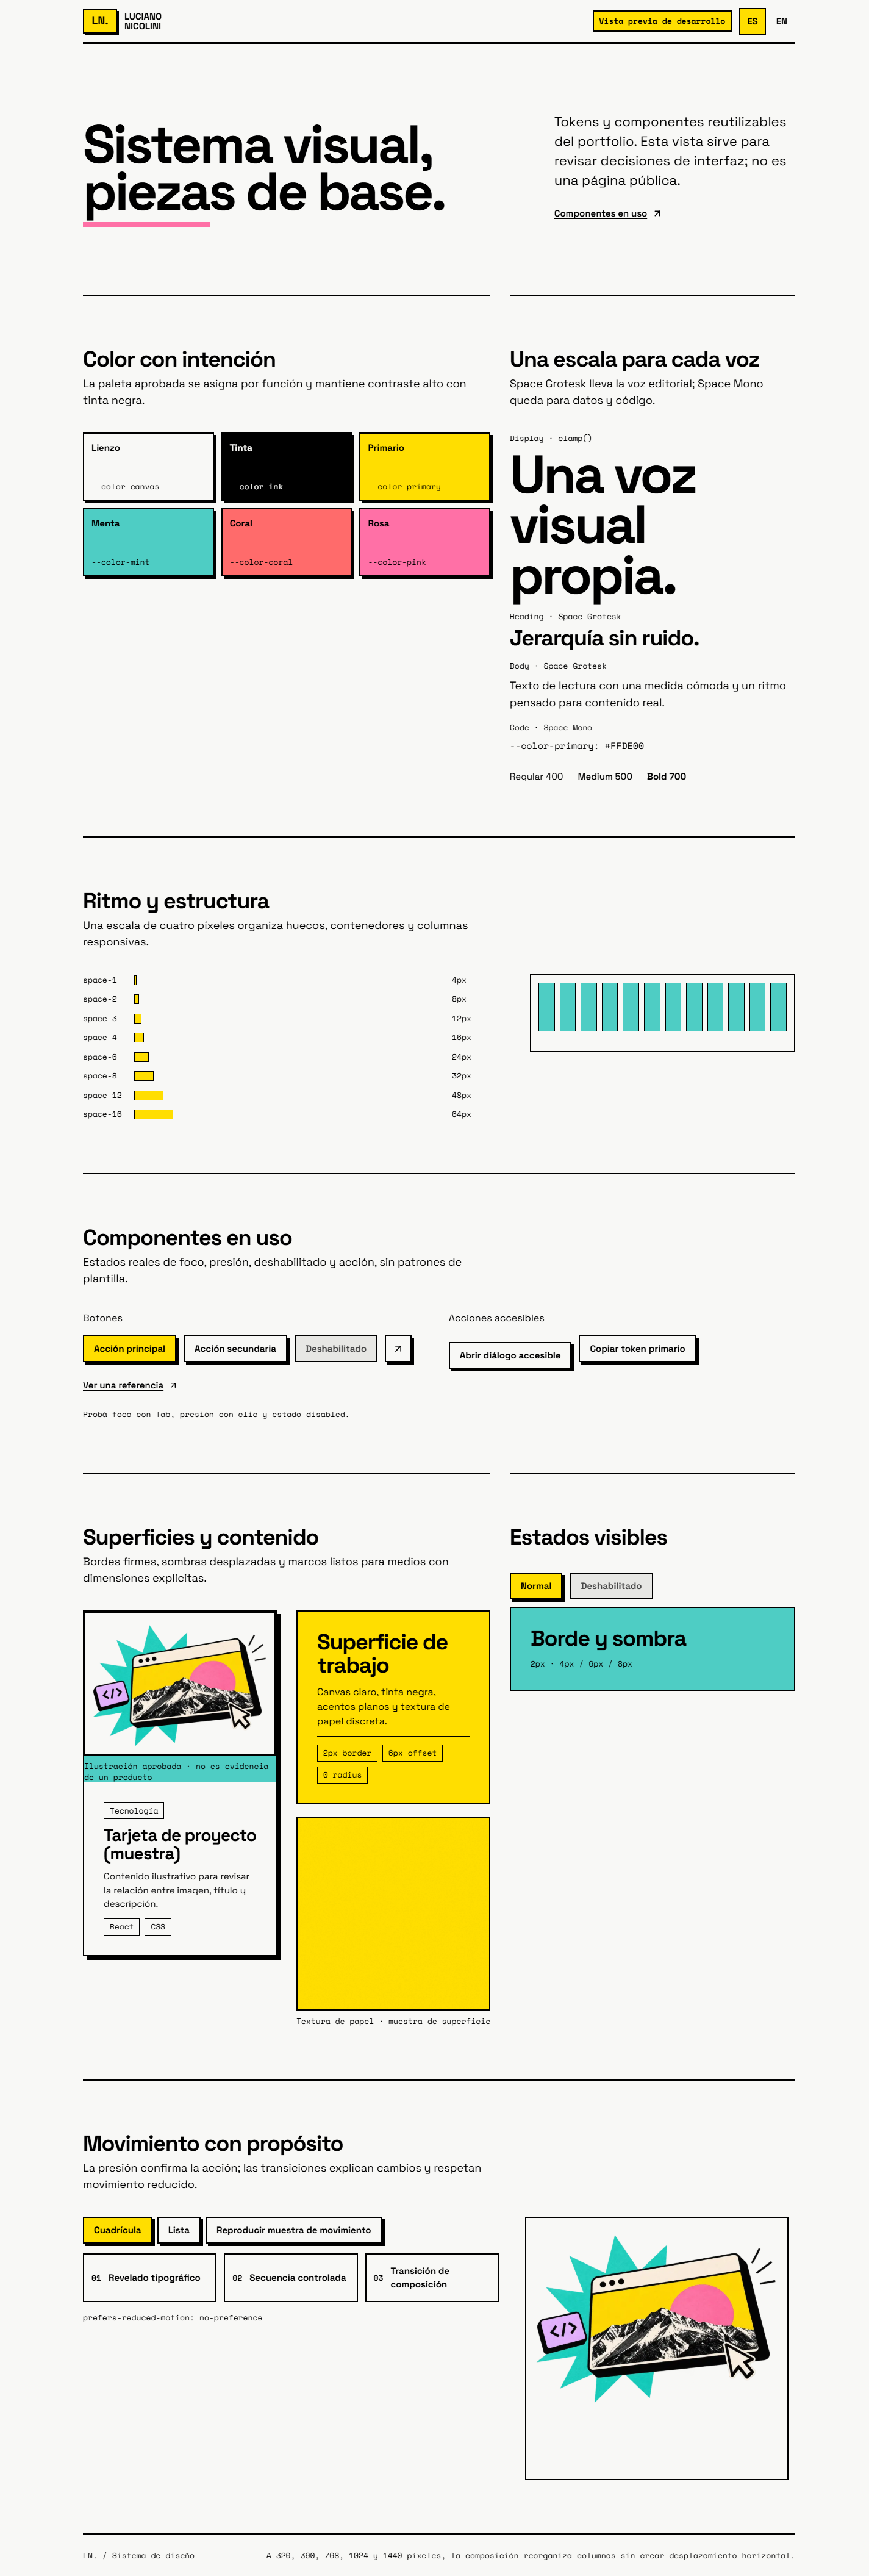 LN.
LUCIANO
NICOLINI
Vista previa de desarrollo
ES
EN
Sistema visual,
piezas de base.
Tokens y componentes reutilizables
del portfolio. Esta vista sirve para
revisar decisiones de interfaz; no es
una página pública.
Componentes en uso
Color con intención
La paleta aprobada se asigna por función y mantiene contraste alto con
tinta negra.
Lienzo
--color-canvas
Tinta
--color-ink
Primario
--color-primary
Menta
--color-mint
Coral
--color-coral
Rosa
--color-pink
Una escala para cada voz
Space Grotesk lleva la voz editorial; Space Mono
queda para datos y código.
Display · clamp()
Una voz
visual
propia.
Heading · Space Grotesk
Jerarquía sin ruido.
Body · Space Grotesk
Texto de lectura con una medida cómoda y un ritmo
pensado para contenido real.
Code · Space Mono
--color-primary: #FFDE00
Regular 400 Medium 500 Bold 700
Ritmo y estructura
Una escala de cuatro píxeles organiza huecos, contenedores y columnas
responsivas.
space-1 4px
space-2 8px
space-3 12px
space-4 16px
space-6 24px
space-8 32px
space-12 48px
space-16 64px
Componentes en uso
Estados reales de foco, presión, deshabilitado y acción, sin patrones de
plantilla.
Botones
Acción principal
Acción secundaria
Deshabilitado
Ver una referencia
Probá foco con Tab, presión con clic y estado disabled.
Acciones accesibles
Abrir diálogo accesible
Copiar token primario
Superficies y contenido
Bordes firmes, sombras desplazadas y marcos listos para medios con
dimensiones explícitas.
</>
Ilustración aprobada · no es evidencia
de un producto
Tecnología
Tarjeta de proyecto
(muestra)
Contenido ilustrativo para revisar
la relación entre imagen, título y
descripción.
React
CSS
Superficie de
trabajo
Canvas claro, tinta negra,
acentos planos y textura de
papel discreta.
2px border
6px offset
0 radius
Textura de papel · muestra de superficie
Estados visibles
Normal
Deshabilitado
Borde y sombra
2px · 4px / 6px / 8px
Movimiento con propósito
La presión confirma la acción; las transiciones explican cambios y respetan
movimiento reducido.
Cuadrícula
Lista
Reproducir muestra de movimiento
01 Revelado tipográfico
02 Secuencia controlada
03 Transición de
composición
prefers-reduced-motion: no-preference
</>
LN. / Sistema de diseño
A 320, 390, 768, 1024 y 1440 píxeles, la composición reorganiza columnas sin crear desplazamiento horizontal.